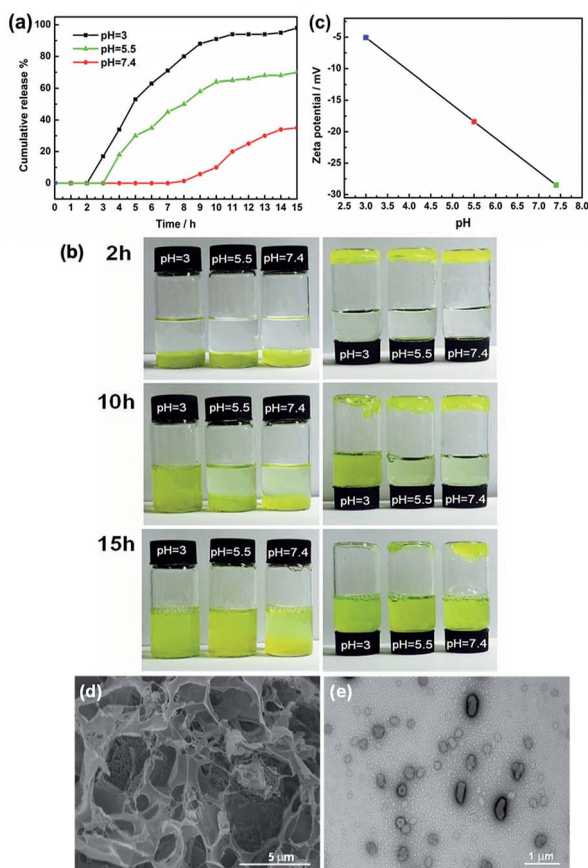 (a)
pH=3
pH=5.5
pH=7.4
Cumulative release %
100
80
60
40
20
0
0 1 2 3 4 5 6 7 8 9 10 11 12 13 14 15
Time / h
(c)
Zeta potential / mV
-5
-10
-15
-20
-25
-30
2.5 3.0 3.5 4.0 4.5 5.0 5.5 6.0 6.5 7.0 7.5 8.0
pH
(b)
2h
pH=3 pH=5.5 pH=7.4
pH=3 pH=5.5 pH=7.4
10h
pH=3 pH=5.5 pH=7.4
pH=3 pH=5.5 pH=7.4
15h
pH=3 pH=5.5 pH=7.4
pH=3 pH=5.5 pH=7.4
(d)
5 μm
(e)
1 μm